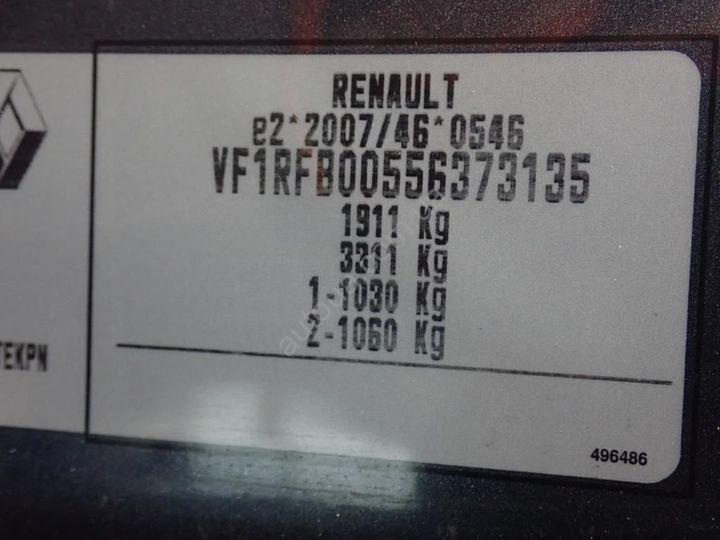 RENAULT
e2*2007/46*0546
VF1RFB00556373135
1911 Kg
3311 Kg
1-1030 Kg
2-1060 Kg
TEKPN
496486